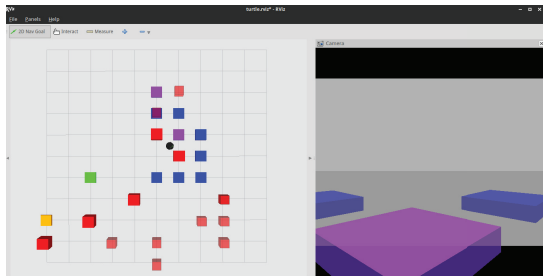 RViz
turtle.rviz* - RViz
File Panels Help
2D Nav Goal Interact Measure
Camera